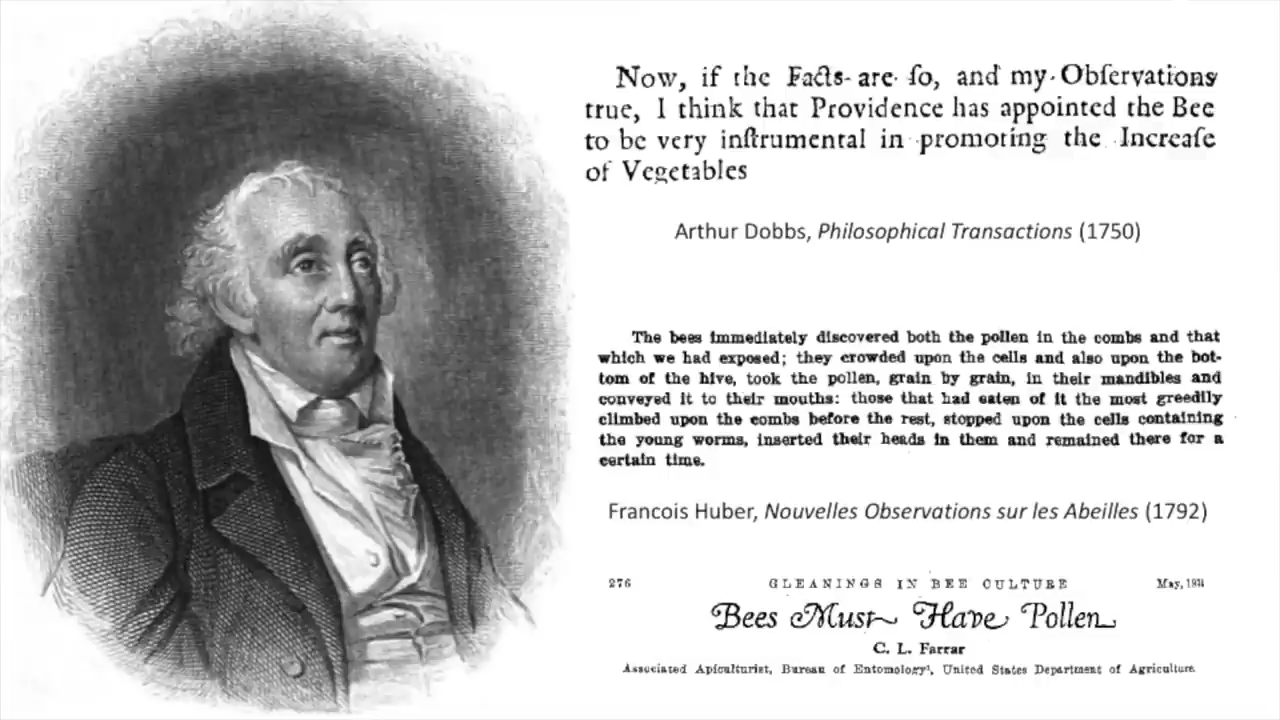 Now, if the Facts are ſo, and my Obſervations
true, I think that Providence has appointed the Bee
to be very inſtrumental in promoting the Increaſe
of Vegetables
Arthur Dobbs, Philosophical Transactions (1750)
The bees immediately discovered both the pollen in the combs and that
which we had exposed; they crowded upon the cells and also upon the bot-
tom of the hive, took the pollen, grain by grain, in their mandibles and
conveyed it to their mouths: those that had eaten of it the most greedily
climbed upon the combs before the rest, stopped upon the cells containing
the young worms, inserted their heads in them and remained there for a
certain time.
Francois Huber, Nouvelles Observations sur les Abeilles (1792)
276 GLEANINGS IN BEE CULTURE May,
Bees Must Have Pollen
C. L. Farrar
Associated Apiculturist, Bureau of Entomology¹, United States Department of Agriculture